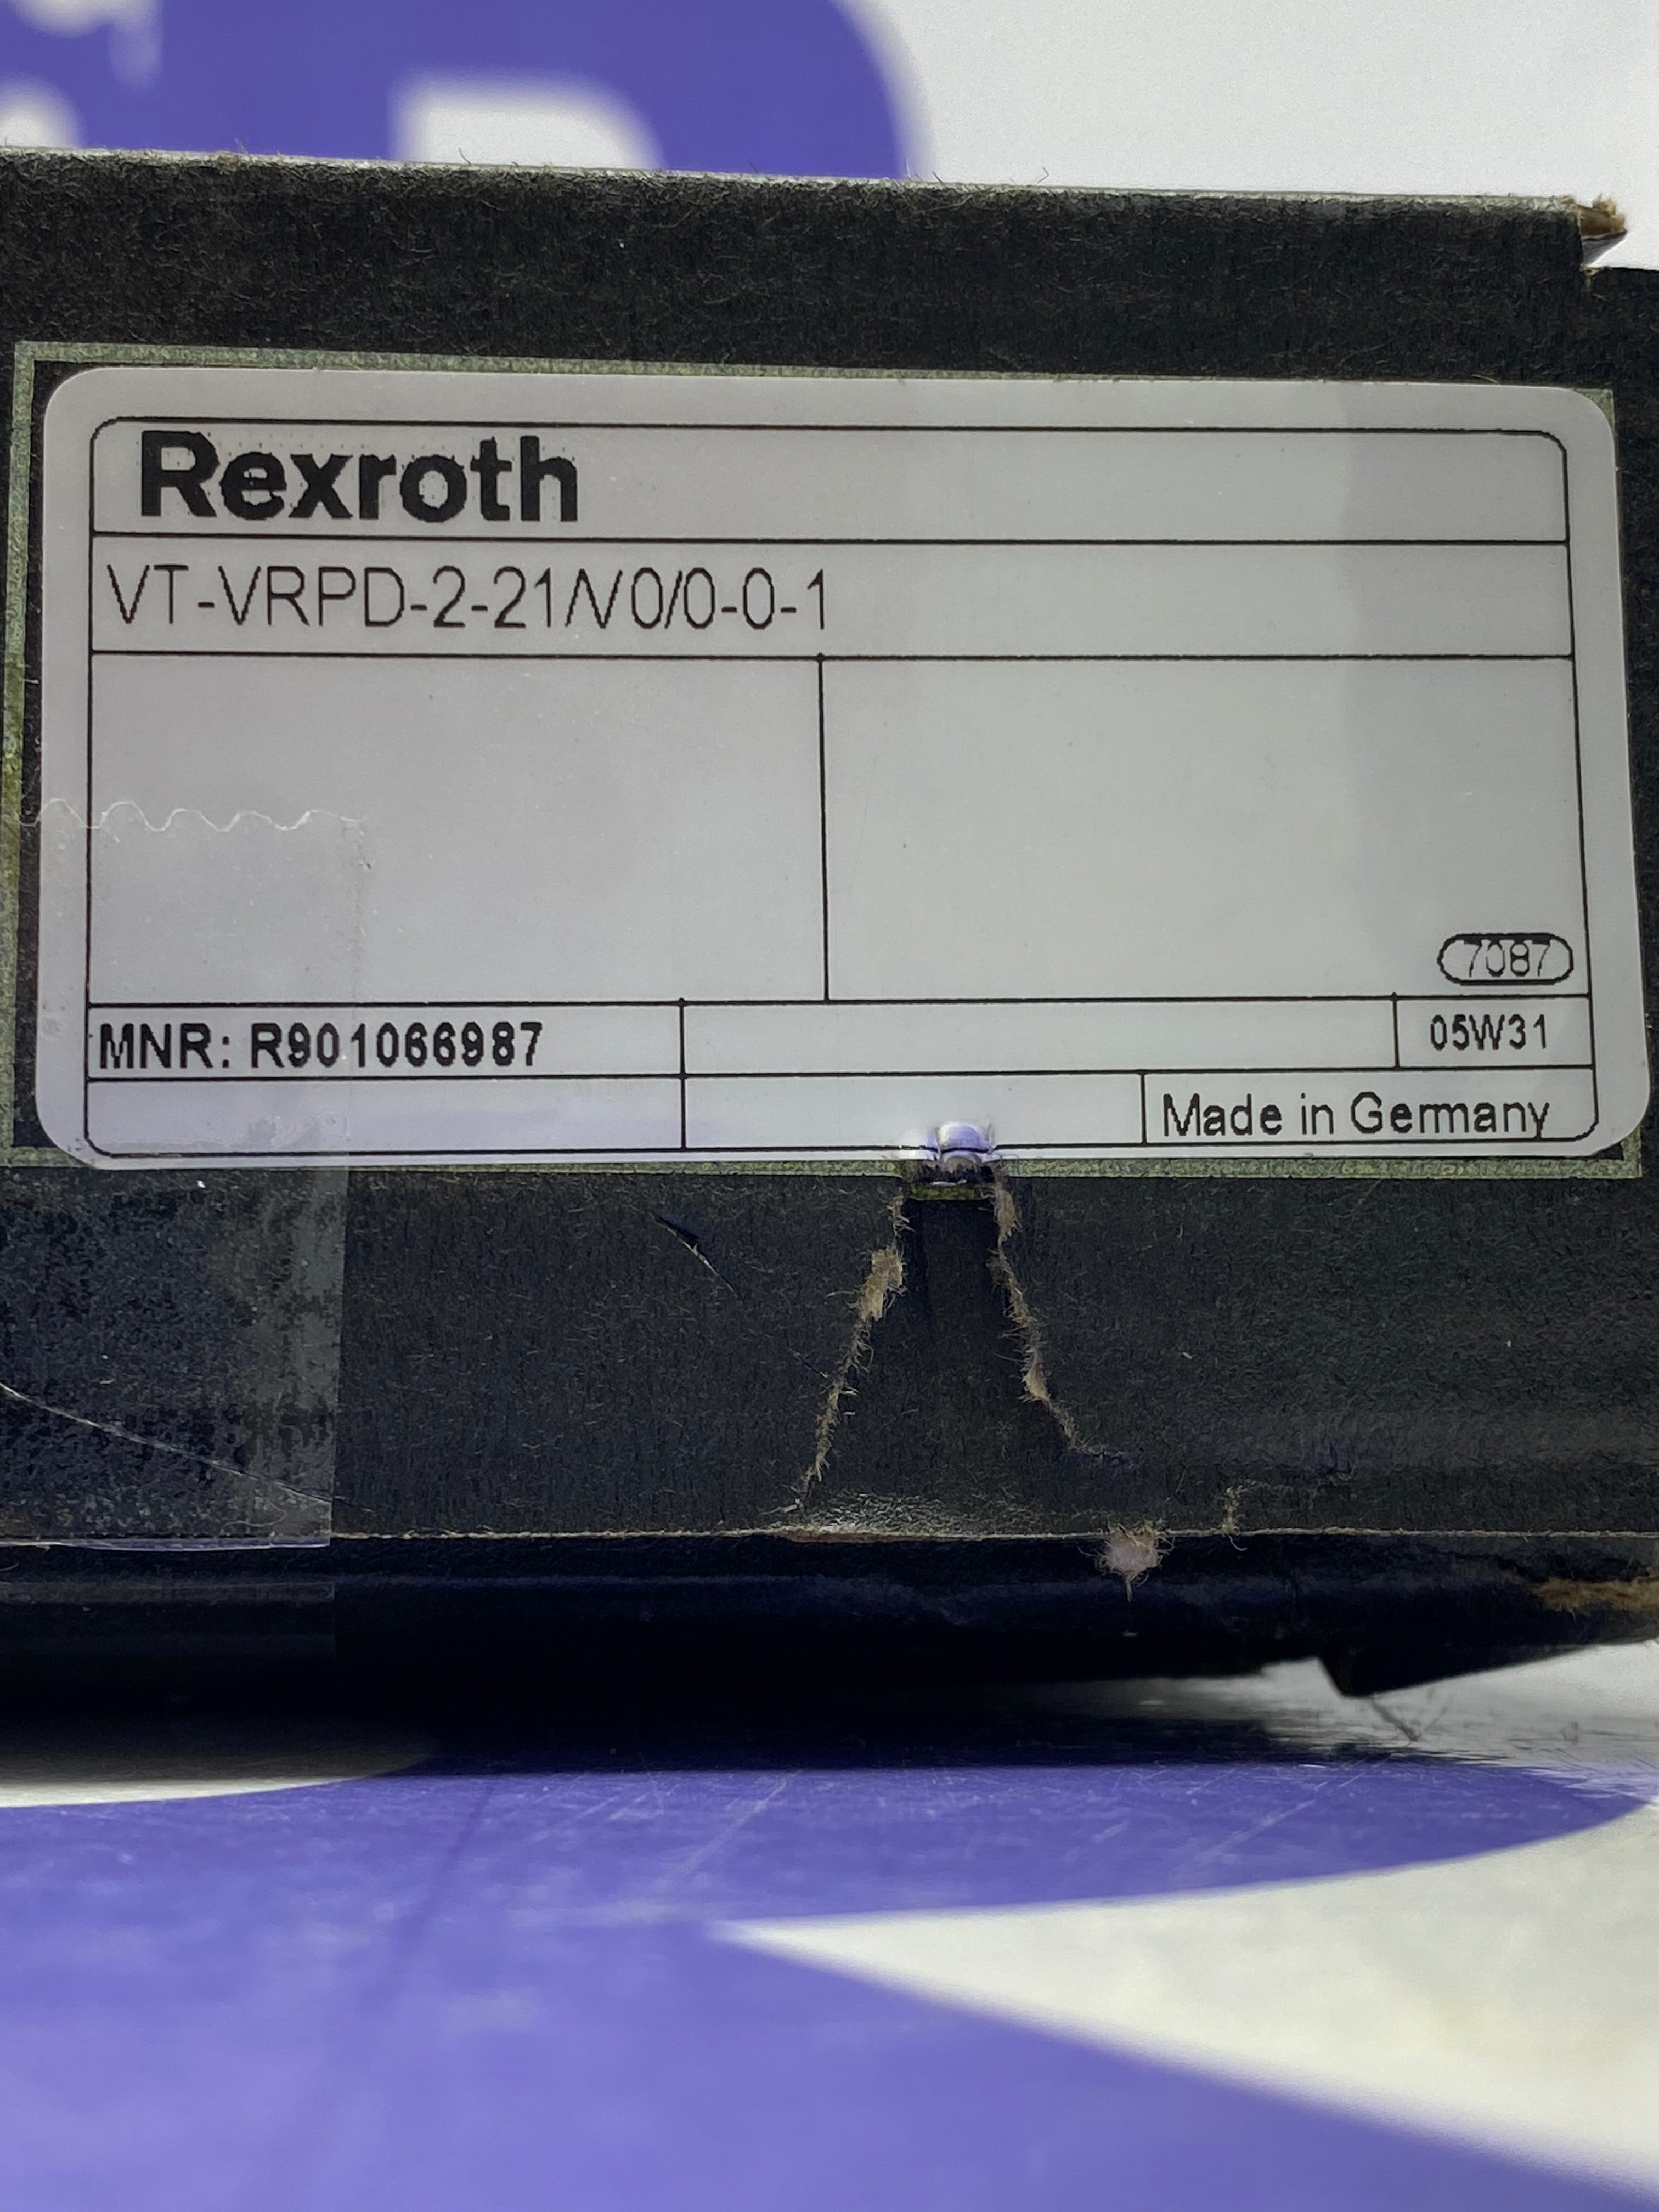 Rexroth
VT-VRPD-2-21/V0/0-0-1
7087
MNR: R901066987
05W31
Made in Germany